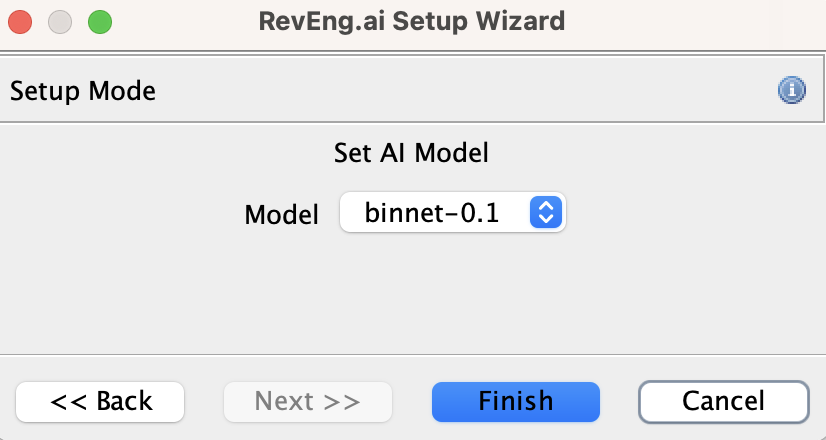 RevEng.ai Setup Wizard
Setup Mode
Set AI Model
Model binnet-0.1
<< Back Next >> Finish Cancel